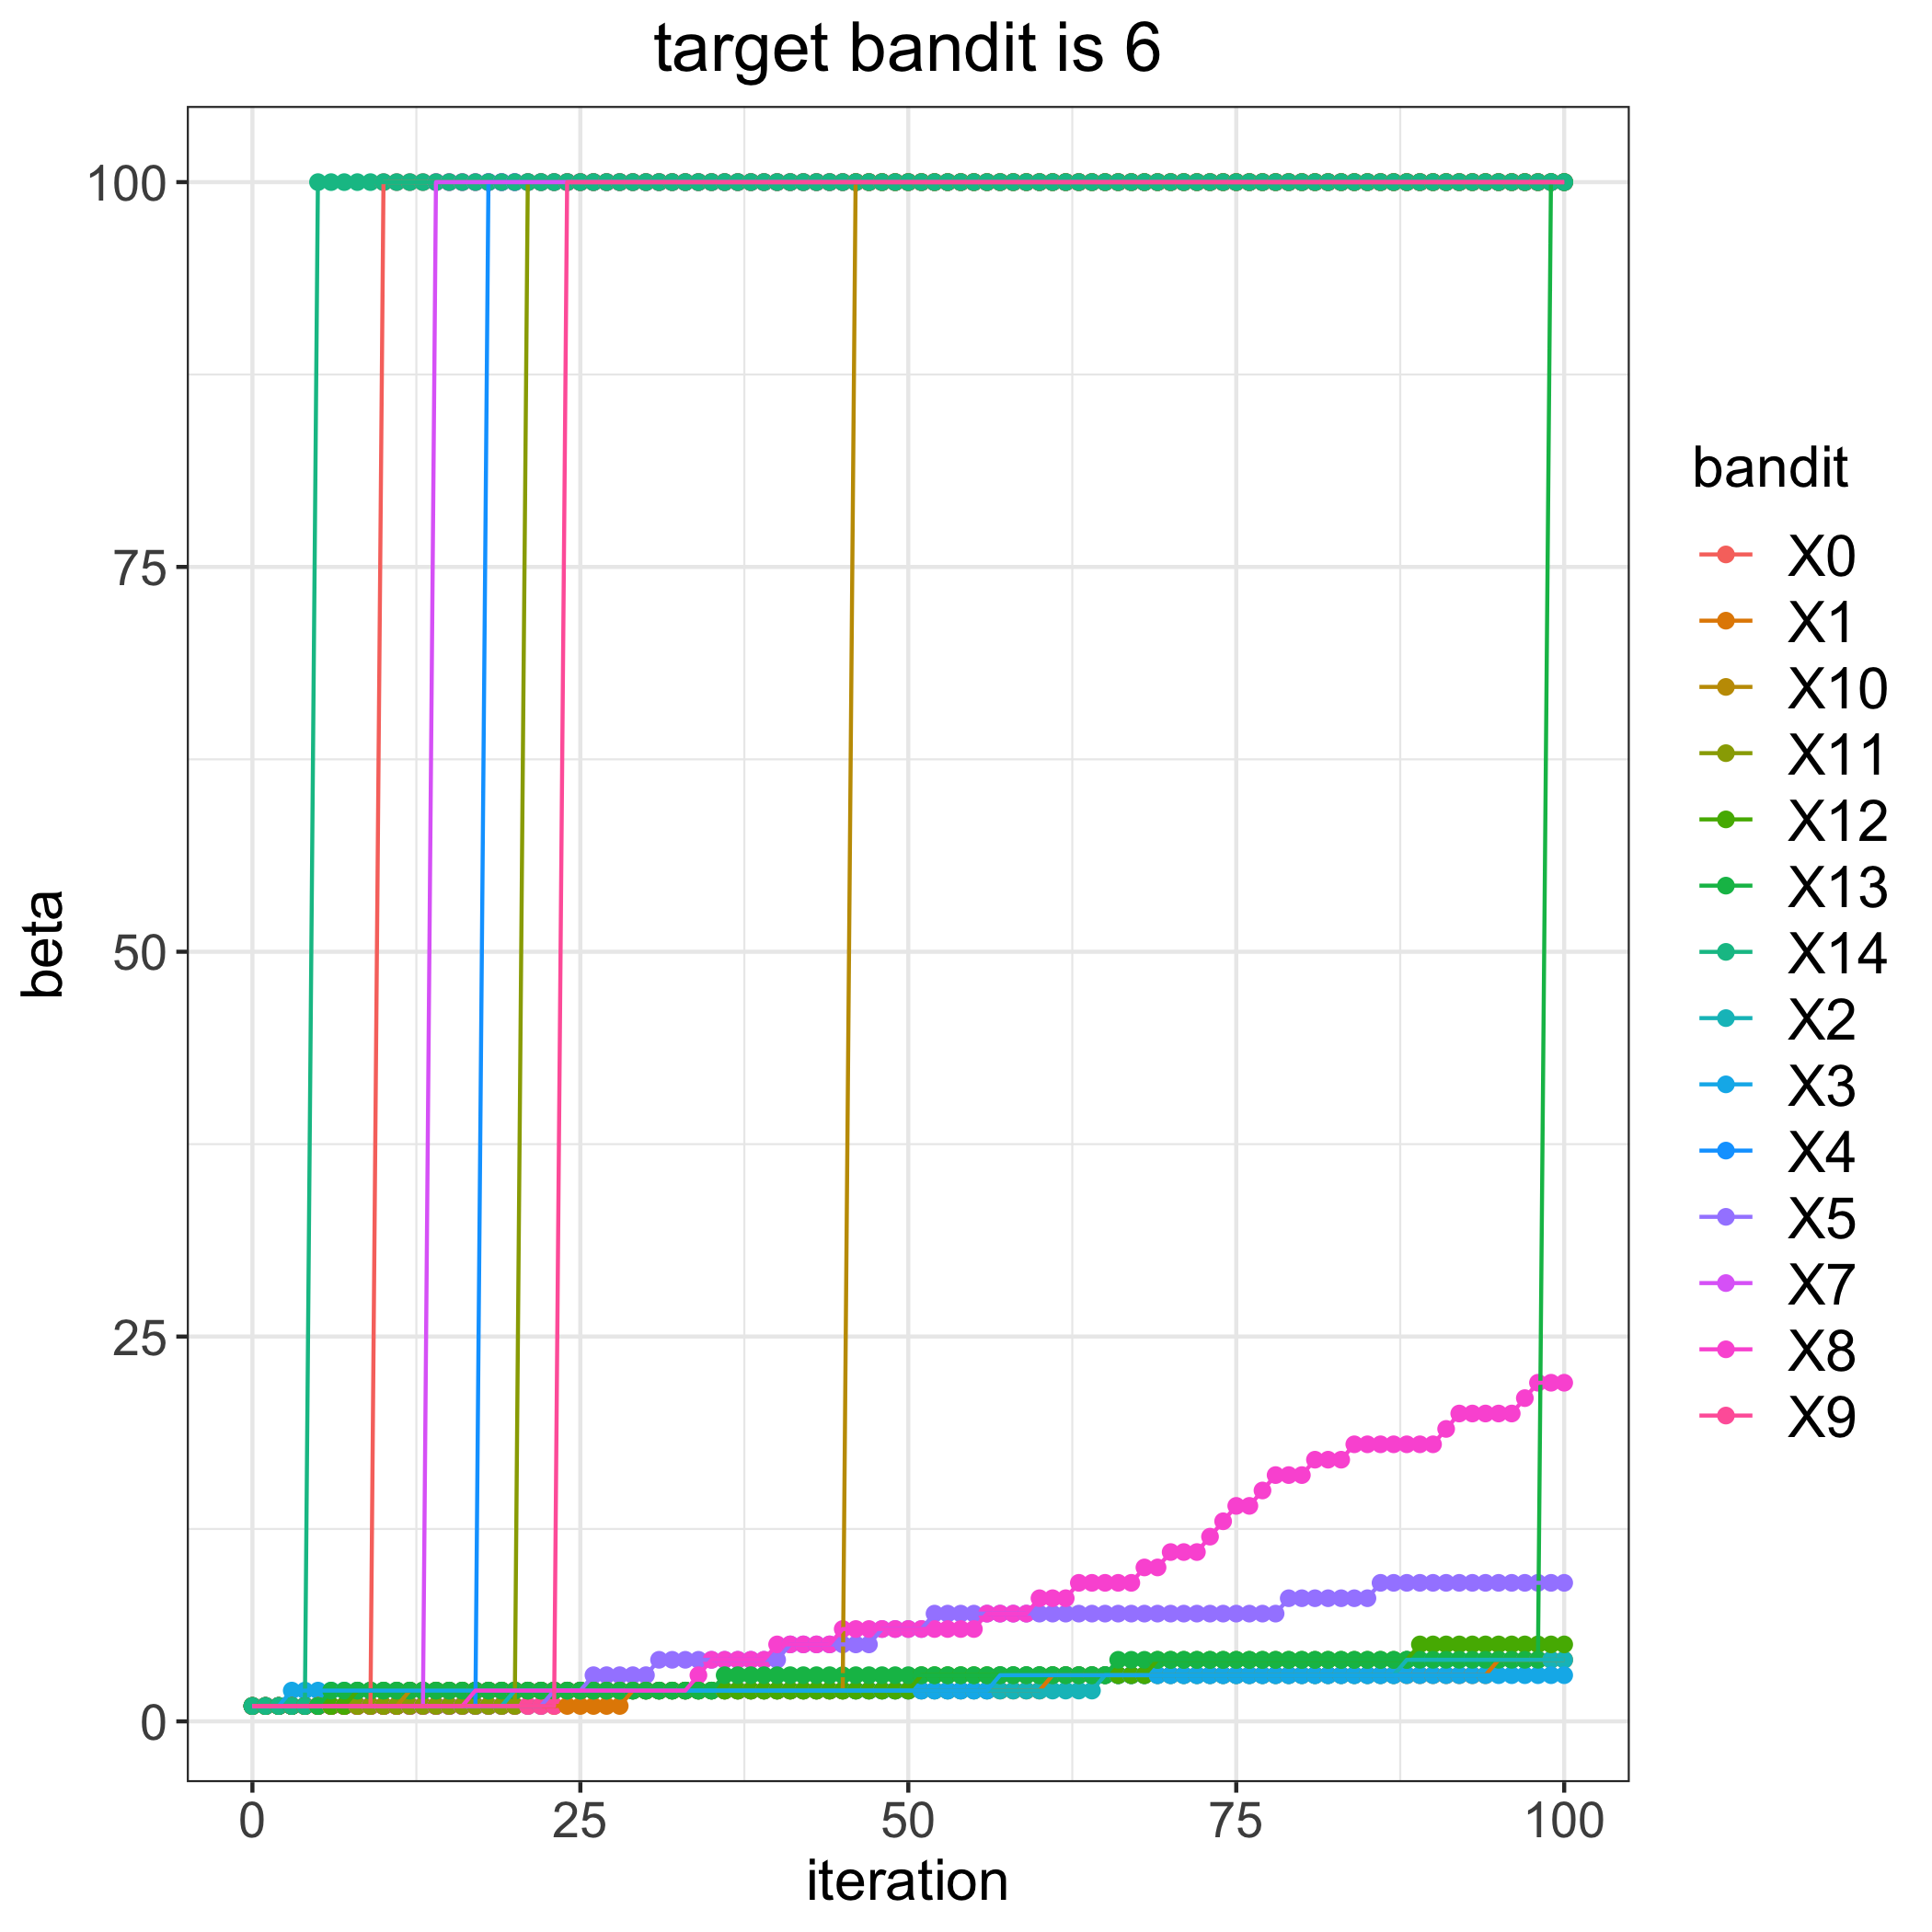 target bandit is 6
100
75
50
25
0
beta
0 25 50 75 100
iteration
bandit
X0
X1
X10
X11
X12
X13
X14
X2
X3
X4
X5
X7
X8
X9